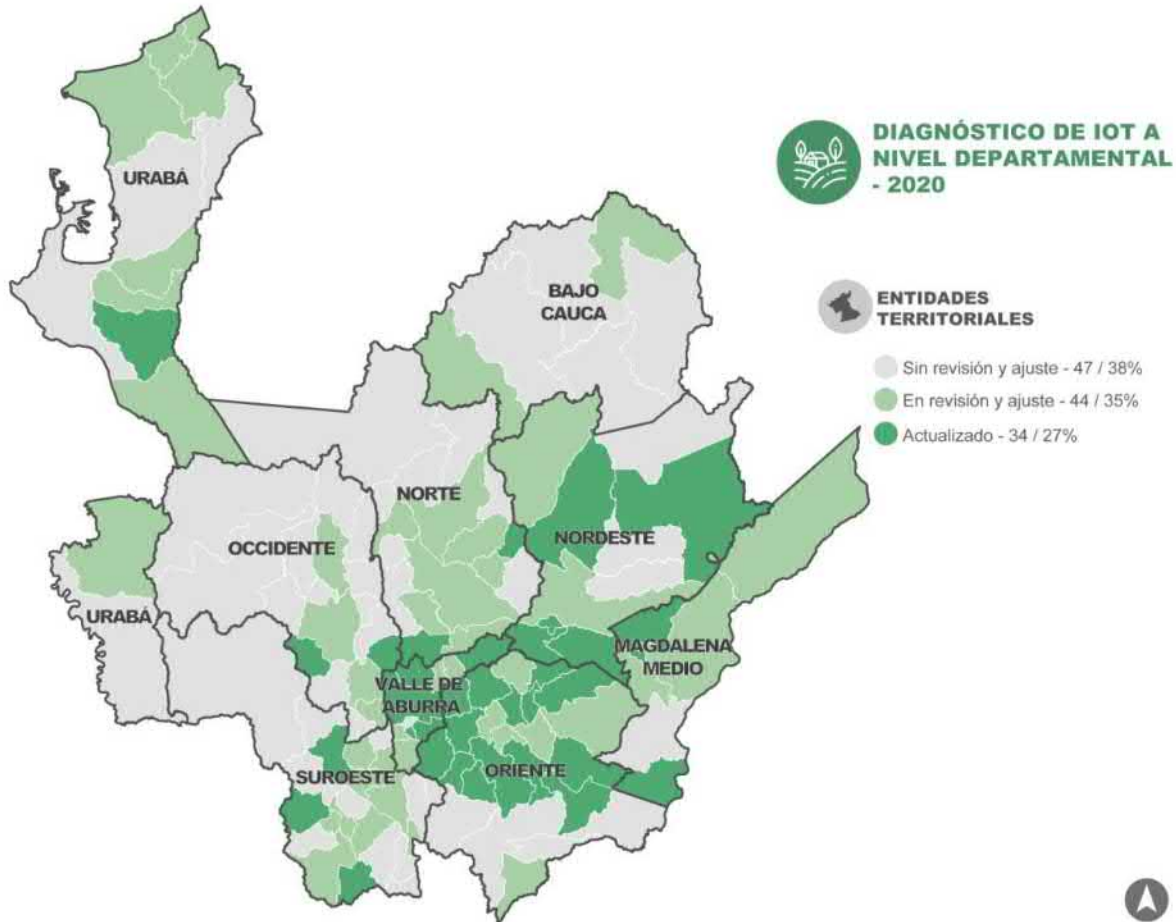 DIAGNÓSTICO DE IOT A
NIVEL DEPARTAMENTAL
- 2020
ENTIDADES
TERRITORIALES
Sin revisión y ajuste - 47 / 38%
En revisión y ajuste - 44 / 35%
Actualizado - 34 / 27%
URABÁ
BAJO
CAUCA
NORTE
NORDESTE
OCCIDENTE
URABÁ
MAGDALENA
MEDIO
VALLE DE
ABURRA
SUROESTE
ORIENTE